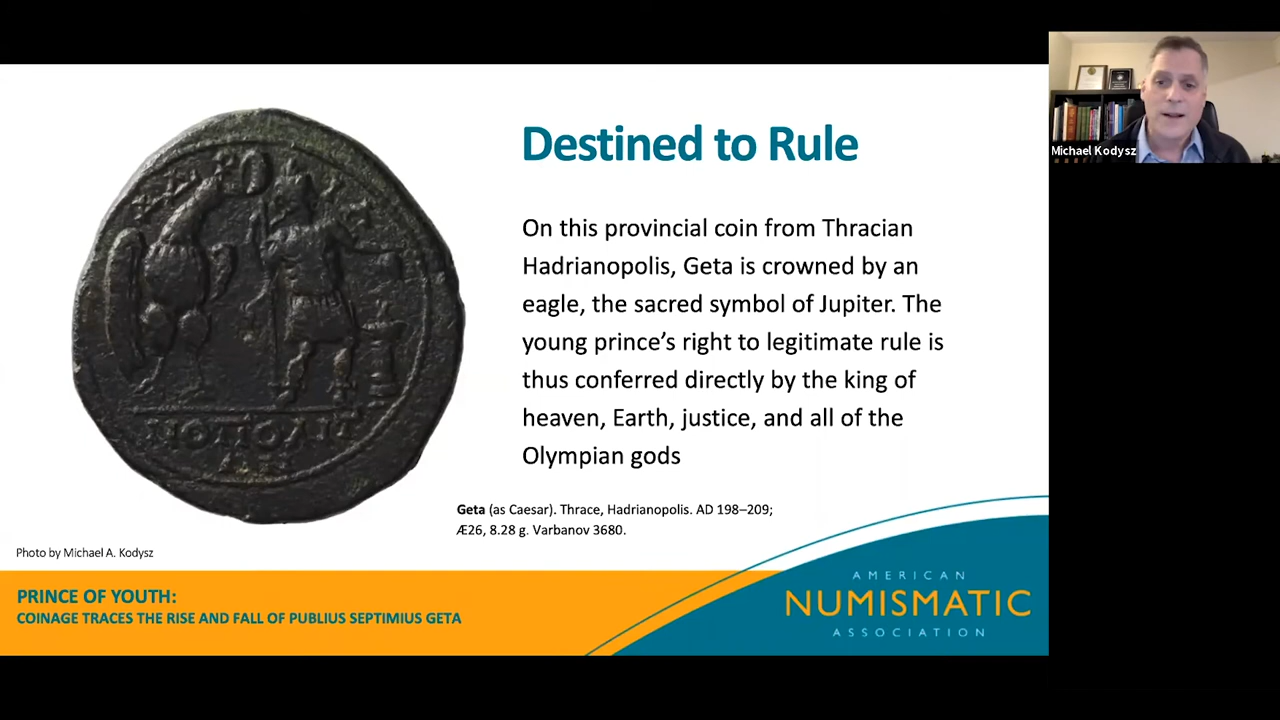 Destined to Rule
On this provincial coin from Thracian
Hadrianopolis, Geta is crowned by an
eagle, the sacred symbol of Jupiter. The
young prince’s right to legitimate rule is
thus conferred directly by the king of
heaven, Earth, justice, and all of the
Olympian gods
Geta (as Caesar). Thrace, Hadrianopolis. AD 198–209;
Æ26, 8.28 g. Varbanov 3680.
Photo by Michael A. Kodysz
PRINCE OF YOUTH:
COINAGE TRACES THE RISE AND FALL OF PUBLIUS SEPTIMIUS GETA
AMERICAN
NUMISMATIC
ASSOCIATION
Michael Kodysz